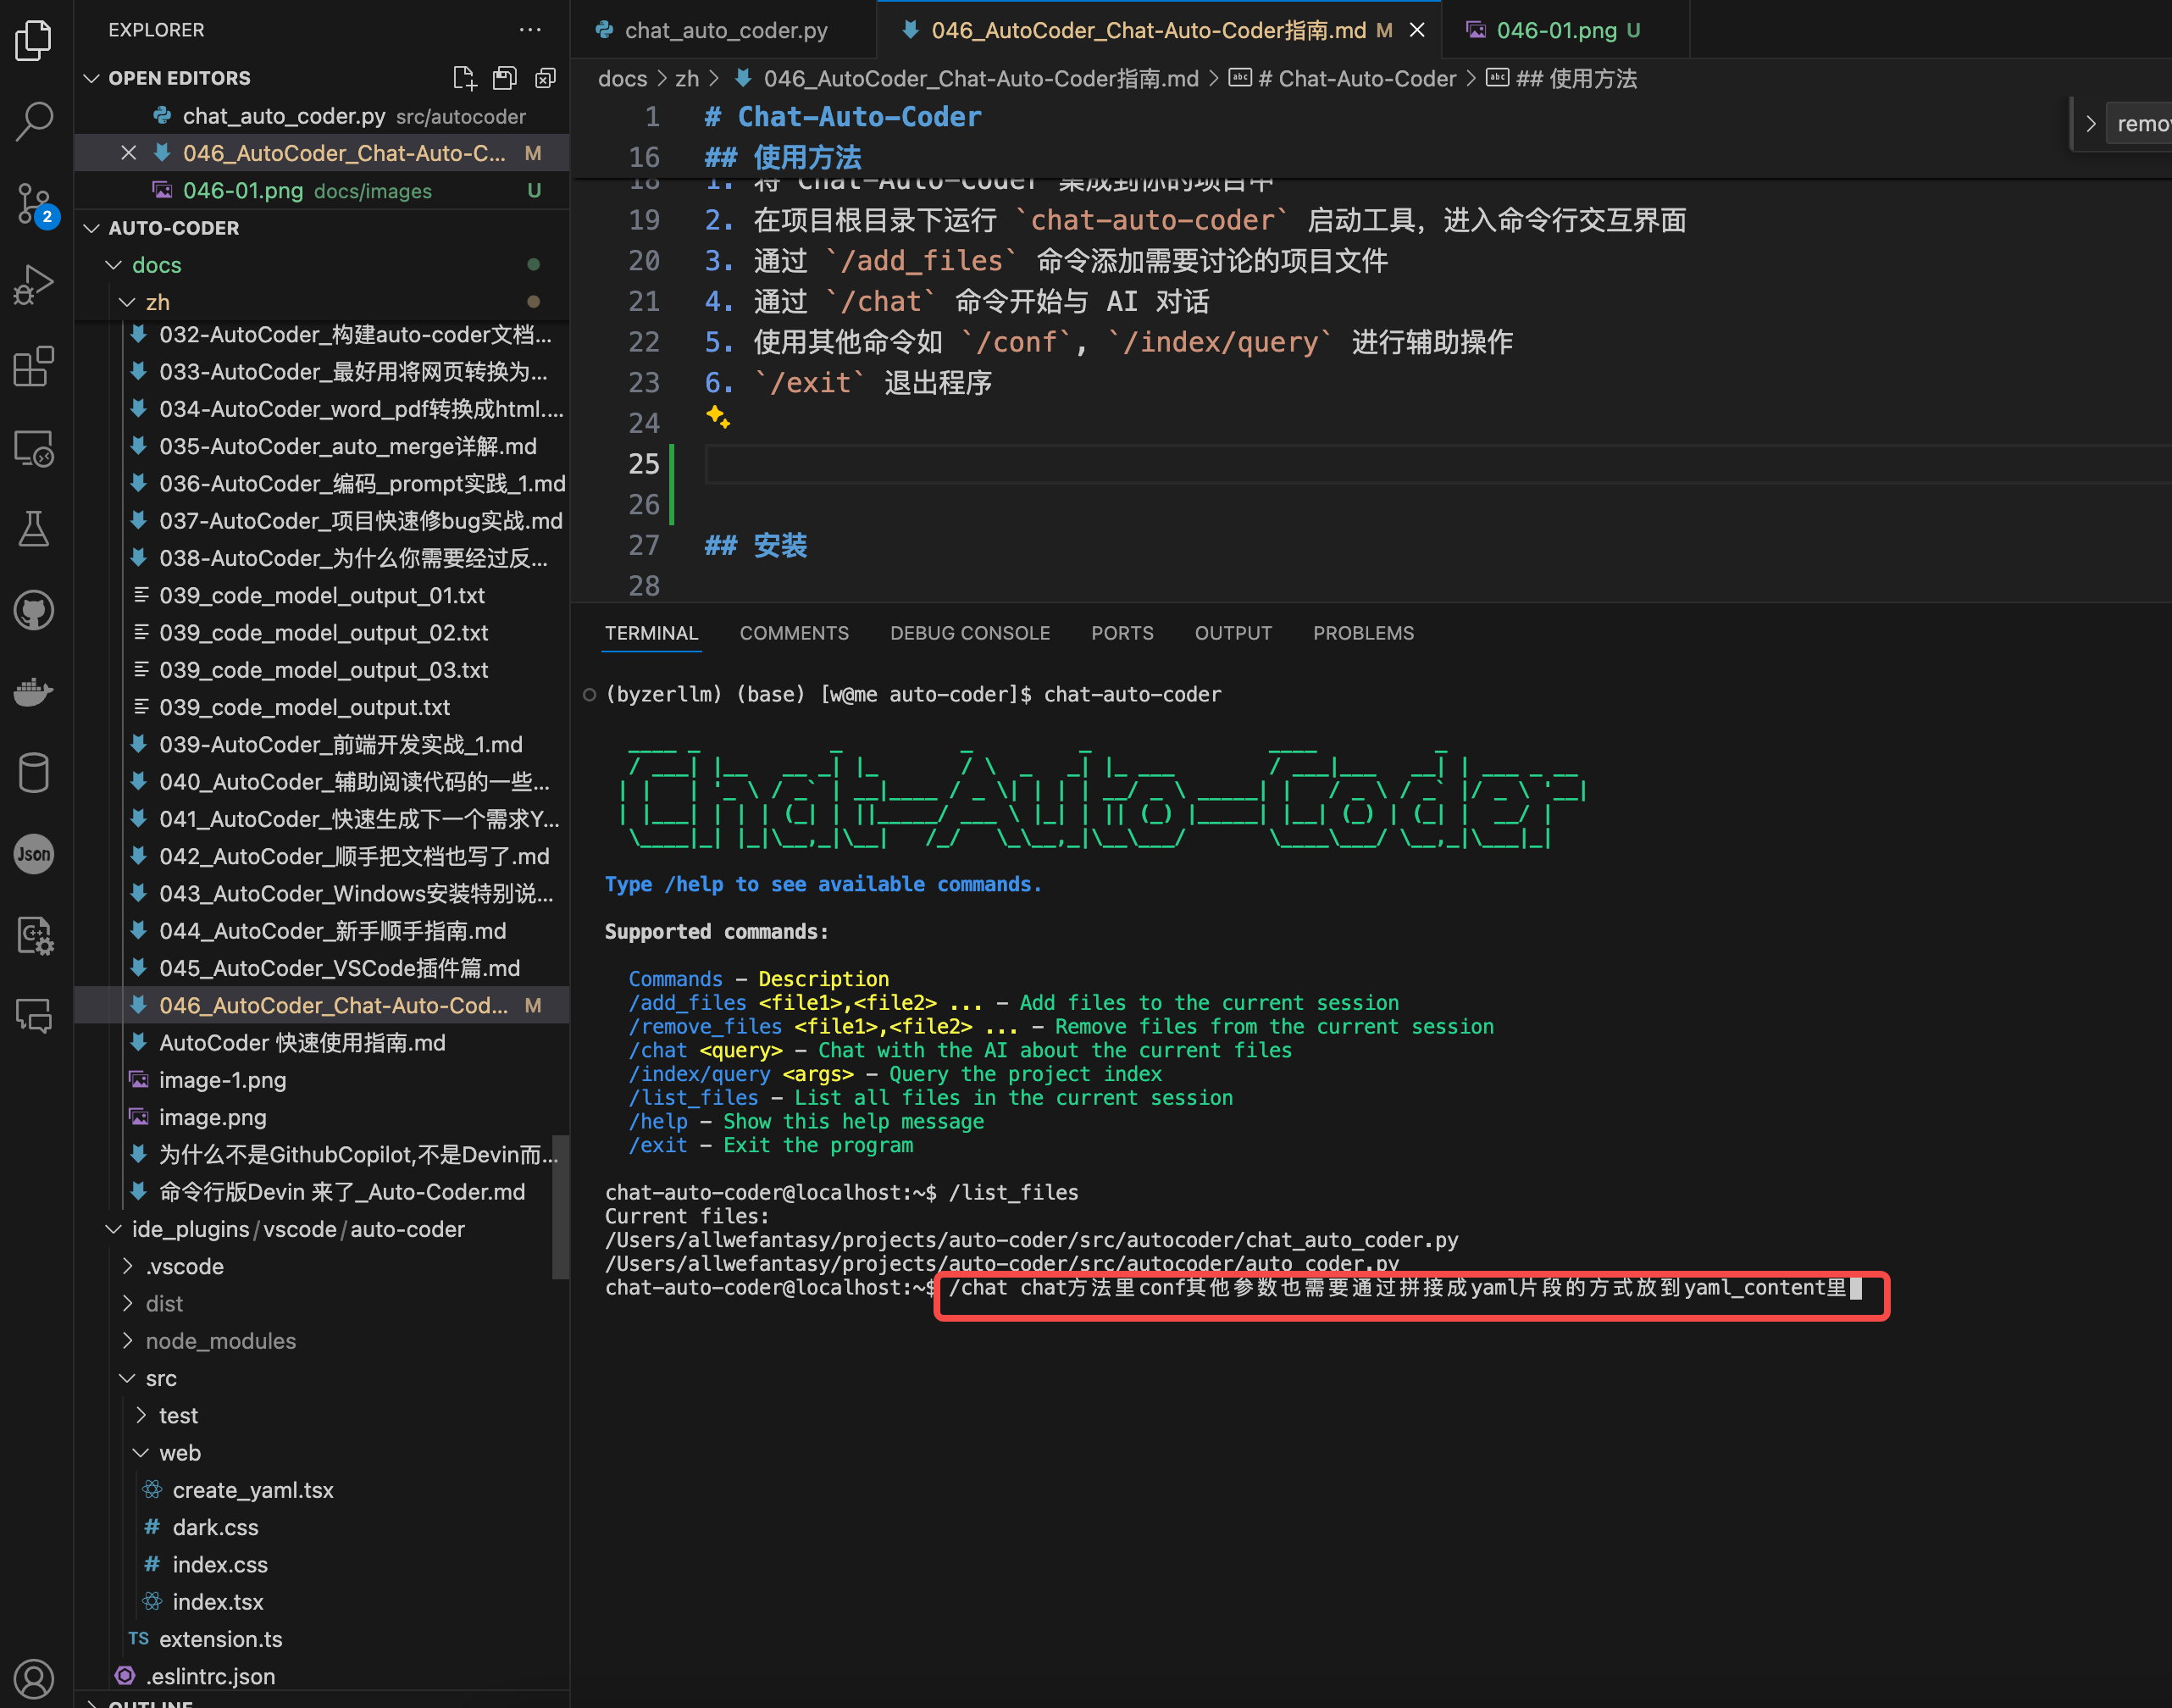 EXPLORER
OPEN EDITORS
chat_auto_coder.py src/autocoder
046_AutoCoder_Chat-Auto-C... M
046-01.png docs/images U
2
AUTO-CODER
docs
zh
032-AutoCoder_构建auto-coder文档...
033-AutoCoder_最好用将网页转换为...
034-AutoCoder_word_pdf转换成html....
035-AutoCoder_auto_merge详解.md
036-AutoCoder_编码_prompt实践_1.md
037-AutoCoder_项目快速修bug实战.md
038-AutoCoder_为什么你需要经过反...
039_code_model_output_01.txt
039_code_model_output_02.txt
039_code_model_output_03.txt
039_code_model_output.txt
039-AutoCoder_前端开发实战_1.md
040_AutoCoder_辅助阅读代码的一些...
041_AutoCoder_快速生成下一个需求Y...
042_AutoCoder_顺手把文档也写了.md
043_AutoCoder_Windows安装特别说...
044_AutoCoder_新手顺手指南.md
045_AutoCoder_VSCode插件篇.md
046_AutoCoder_Chat-Auto-Cod... M
AutoCoder 快速使用指南.md
image-1.png
image.png
为什么不是GithubCopilot,不是Devin而...
命令行版Devin 来了_Auto-Coder.md
ide_plugins/vscode/auto-coder
.vscode
dist
node_modules
src
test
web
create_yaml.tsx
dark.css
index.css
index.tsx
TS extension.ts
.eslintrc.json
OUTLINE
Json
chat_auto_coder.py
046_AutoCoder_Chat-Auto-Coder指南.md M
046-01.png U
docs > zh > 046_AutoCoder_Chat-Auto-Coder指南.md > # Chat-Auto-Coder > ## 使用方法
remov
1 # Chat-Auto-Coder
16 ## 使用方法
18 1. 将 Chat-Auto-Coder 集成到你的项目中
19 2. 在项目根目录下运行 `chat-auto-coder` 启动工具，进入命令行交互界面
20 3. 通过 `/add_files` 命令添加需要讨论的项目文件
21 4. 通过 `/chat` 命令开始与 AI 对话
22 5. 使用其他命令如 `/conf`, `/index/query` 进行辅助操作
23 6. `/exit` 退出程序
24
25
26
27 ## 安装
28
TERMINAL COMMENTS DEBUG CONSOLE PORTS OUTPUT PROBLEMS
(byzerllm) (base) [w@me auto-coder]$ chat-auto-coder
Chat-Auto-Coder
Type /help to see available commands.
Supported commands:
Commands - Description
/add_files <file1>,<file2> ... - Add files to the current session
/remove_files <file1>,<file2> ... - Remove files from the current session
/chat <query> - Chat with the AI about the current files
/index/query <args> - Query the project index
/list_files - List all files in the current session
/help - Show this help message
/exit - Exit the program
chat-auto-coder@localhost:~$ /list_files
Current files:
/Users/allwefantasy/projects/auto-coder/src/autocoder/chat_auto_coder.py
/Users/allwefantasy/projects/auto-coder/src/autocoder/auto_coder.py
chat-auto-coder@localhost:~$ /chat chat方法里conf其他参数也需要通过拼接成yaml片段的方式放到yaml_content里